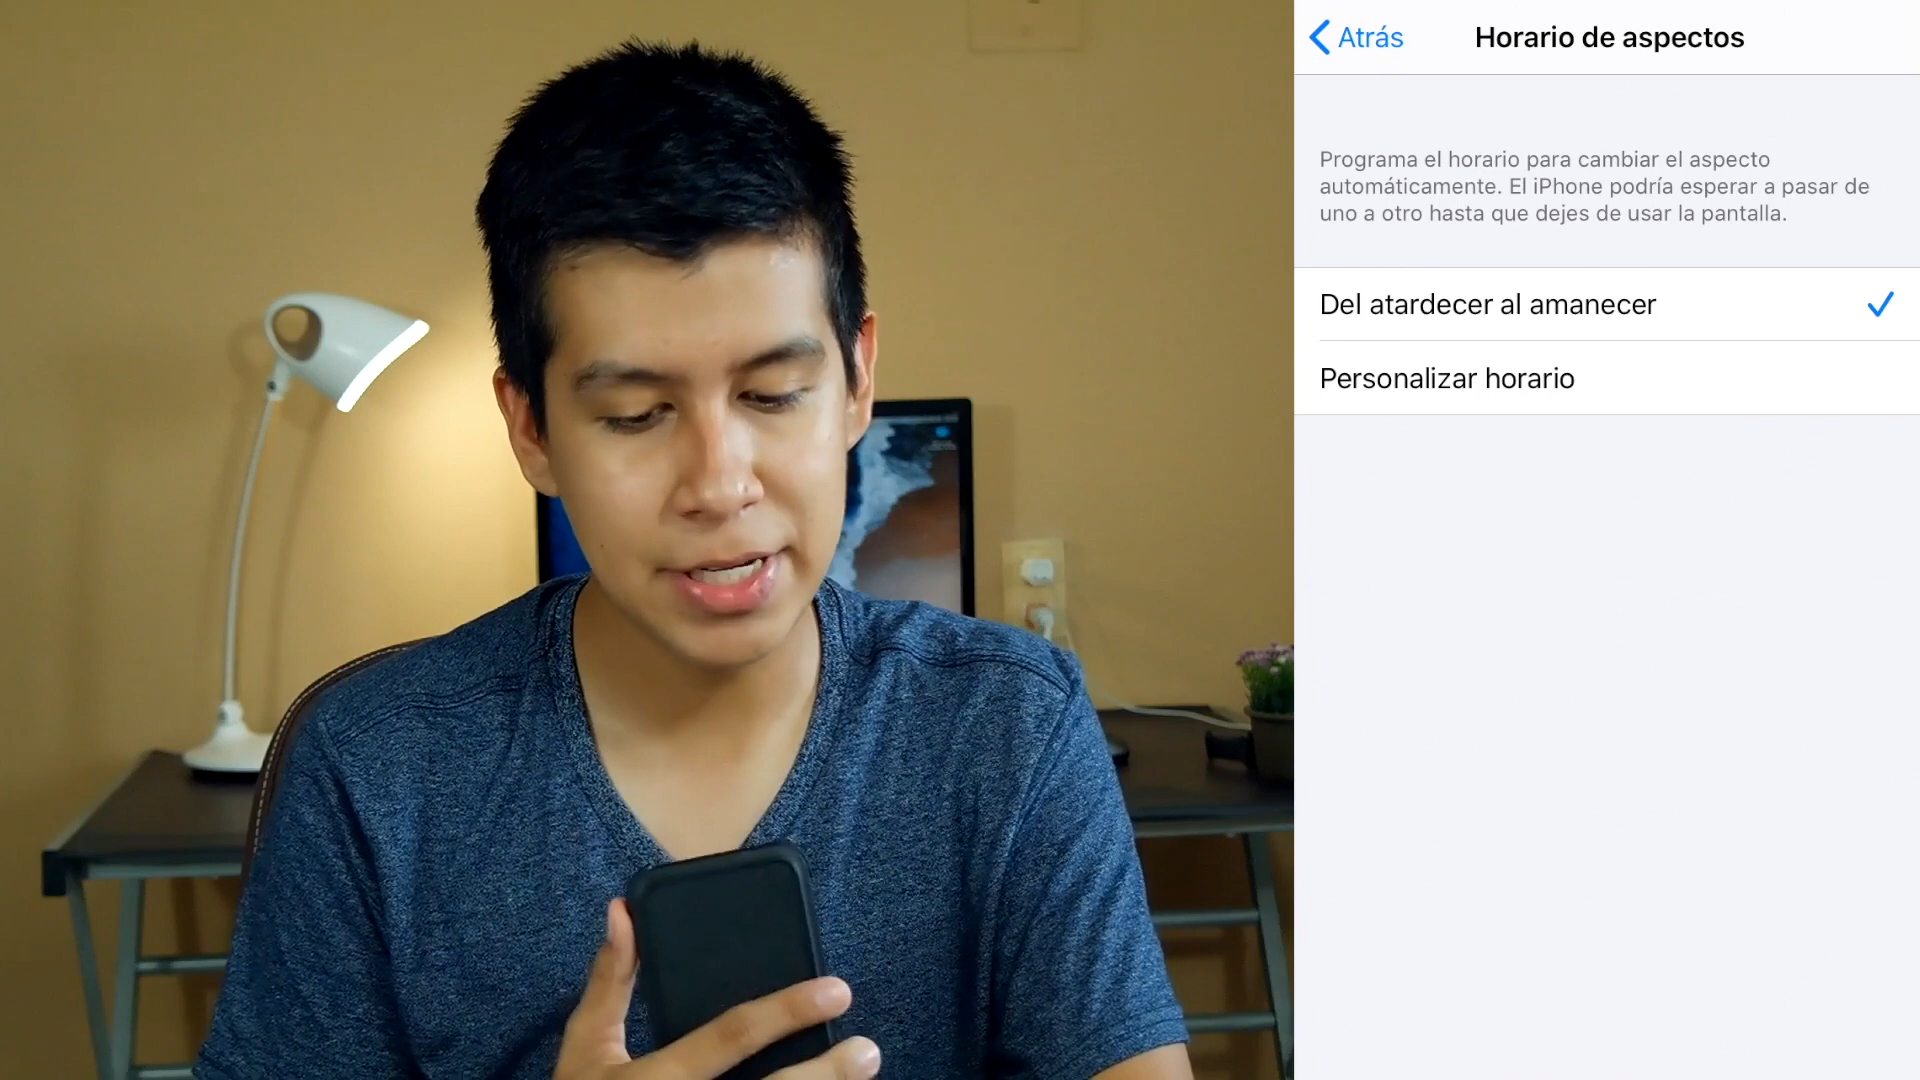 Atrás
Horario de aspectos
Programa el horario para cambiar el aspecto
automáticamente. El iPhone podría esperar a pasar de
uno a otro hasta que dejes de usar la pantalla.
Del atardecer al amanecer
Personalizar horario